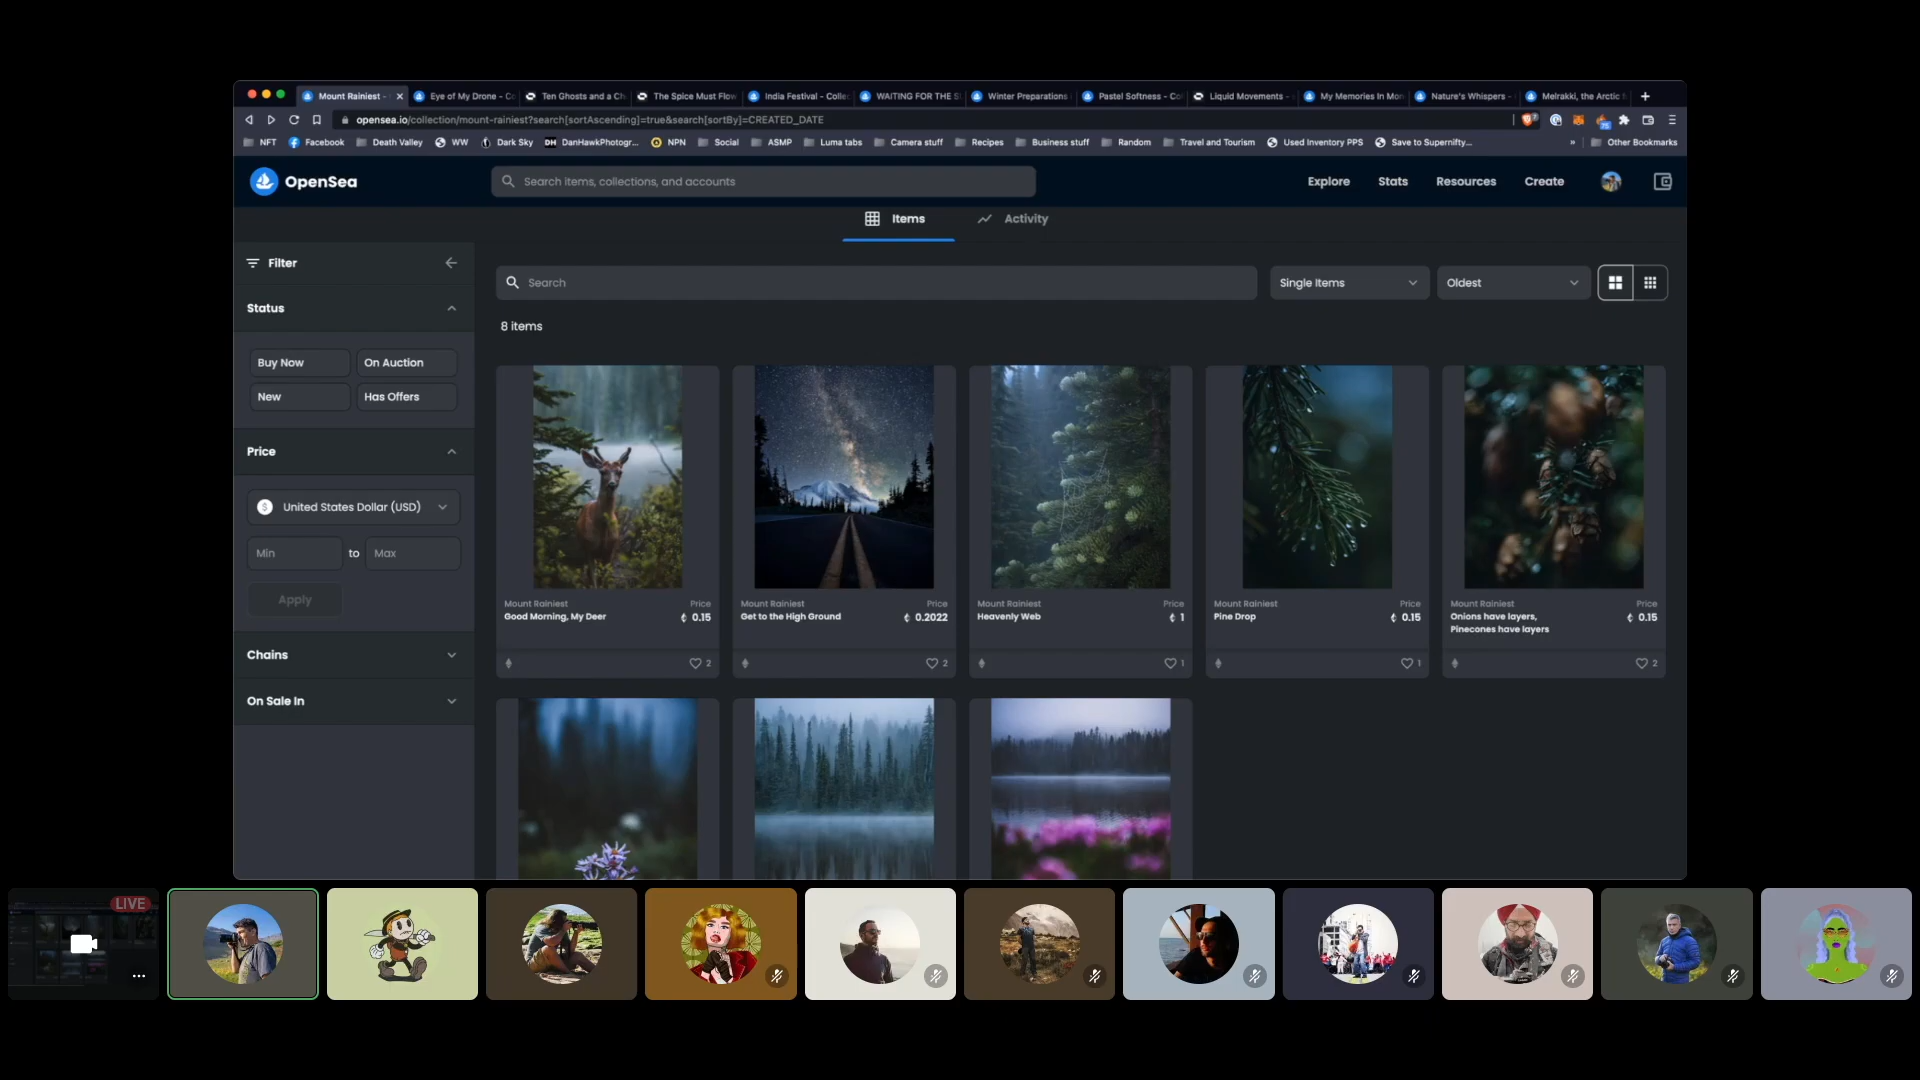 Mount Rainiest -
Eye of My Drone - Co
Ten Ghosts and a Ch
The Spice Must Flow
India Festival - Colle
WAITING FOR THE S
Winter Preparations
Pastel Softness - Co
Liquid Movements -
My Memories In Mon
Nature's Whispers -
Melrakki, the Arctic
opensea.io/collection/mount-rainiest?search[sortAscending]=true&search[sortBy]=CREATED_DATE
NFT
Facebook
Death Valley
WW
Dark Sky
DH DanHawkPhotogr...
NPN
Social
ASMP
Luma tabs
Camera stuff
Recipes
Business stuff
Random
Travel and Tourism
Used Inventory PPS
Save to Supernifty...
»
Other Bookmarks
OpenSea
Search items, collections, and accounts
Explore
Stats
Resources
Create
Items
Activity
Filter
Search
Single Items
Oldest
Status
8 items
Buy Now
On Auction
New
Has Offers
Price
United States Dollar (USD)
Min
to
Max
Apply
Chains
On Sale In
Mount Rainiest Price
Good Morning, My Deer 0.15
2
Mount Rainiest Price
Get to the High Ground 0.2022
2
Mount Rainiest Price
Heavenly Web 1
1
Mount Rainiest Price
Pine Drop 0.15
1
Mount Rainiest Price
Onions have layers, 0.15
Pinecones have layers
2
LIVE